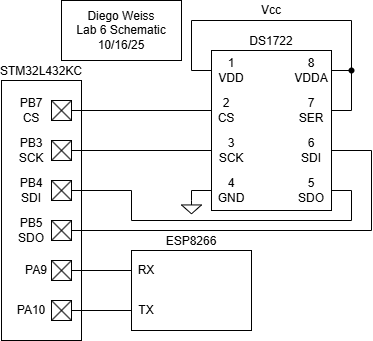 Diego Weiss
Lab 6 Schematic
10/16/25
Vcc
STM32L432KC
DS1722
PB7
CS
PB3
SCK
PB4
SDI
PB5
SDO
PA9
PA10
1
VDD
2
CS
3
SCK
4
GND
8
VDDA
7
SER
6
SDI
5
SDO
ESP8266
RX
TX